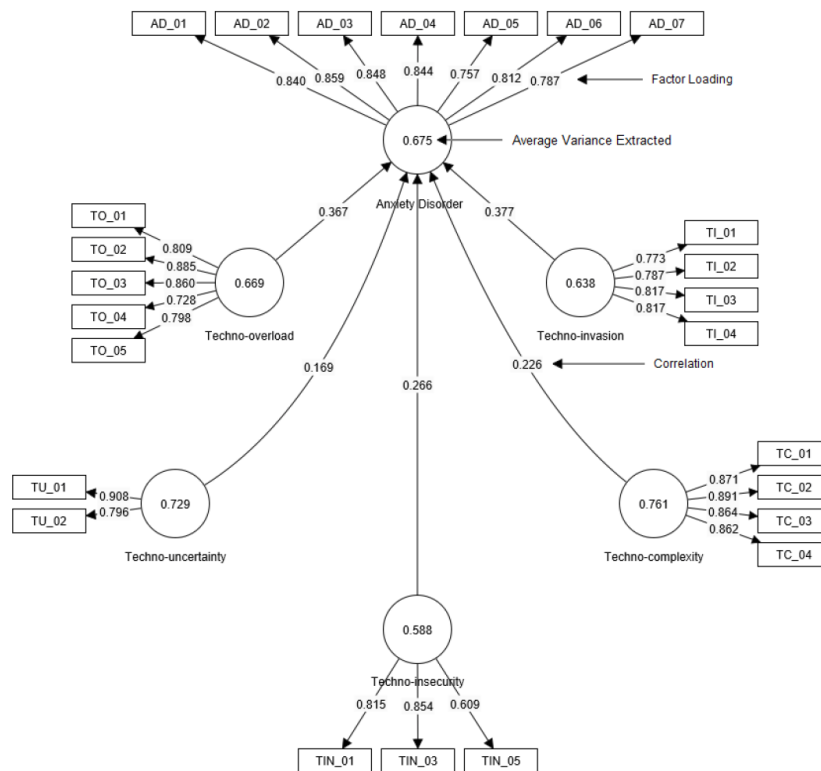 AD_01 AD_02 AD_03 AD_04 AD_05 AD_06 AD_07
0.840 0.859 0.848 0.844 0.757 0.812 0.787
Factor Loading
0.675
Average Variance Extracted
Anxiety Disorder
0.367
0.377
TO_01
TO_02
TO_03
TO_04
TO_05
0.809
0.885
0.860
0.728
0.798
0.669
Techno-overload
0.638
Techno-invasion
0.773
0.787
0.817
0.817
TI_01
TI_02
TI_03
TI_04
0.169
0.266
0.226
Correlation
TU_01
TU_02
0.908
0.796
0.729
Techno-uncertainty
0.761
Techno-complexity
0.871
0.891
0.864
0.862
TC_01
TC_02
TC_03
TC_04
0.588
Techno-insecurity
0.815 0.854 0.609
TIN_01 TIN_03 TIN_05